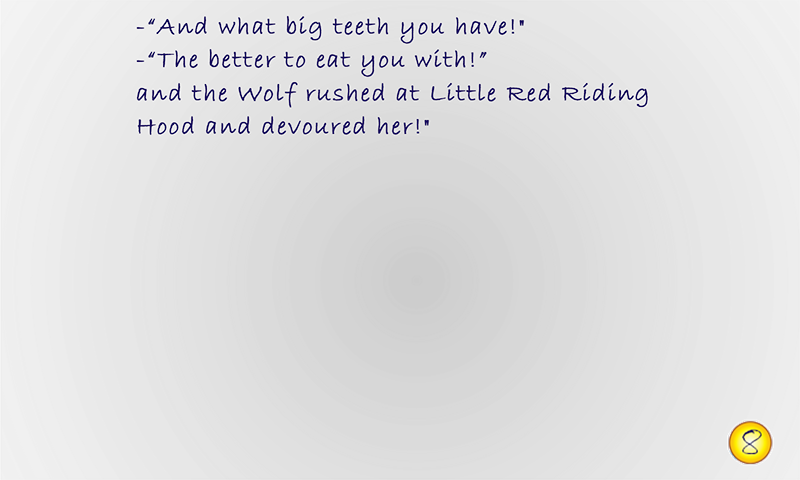 -“And what big teeth you have!"
-“The better to eat you with!”
and the Wolf rushed at Little Red Riding
Hood and devoured her!"
8